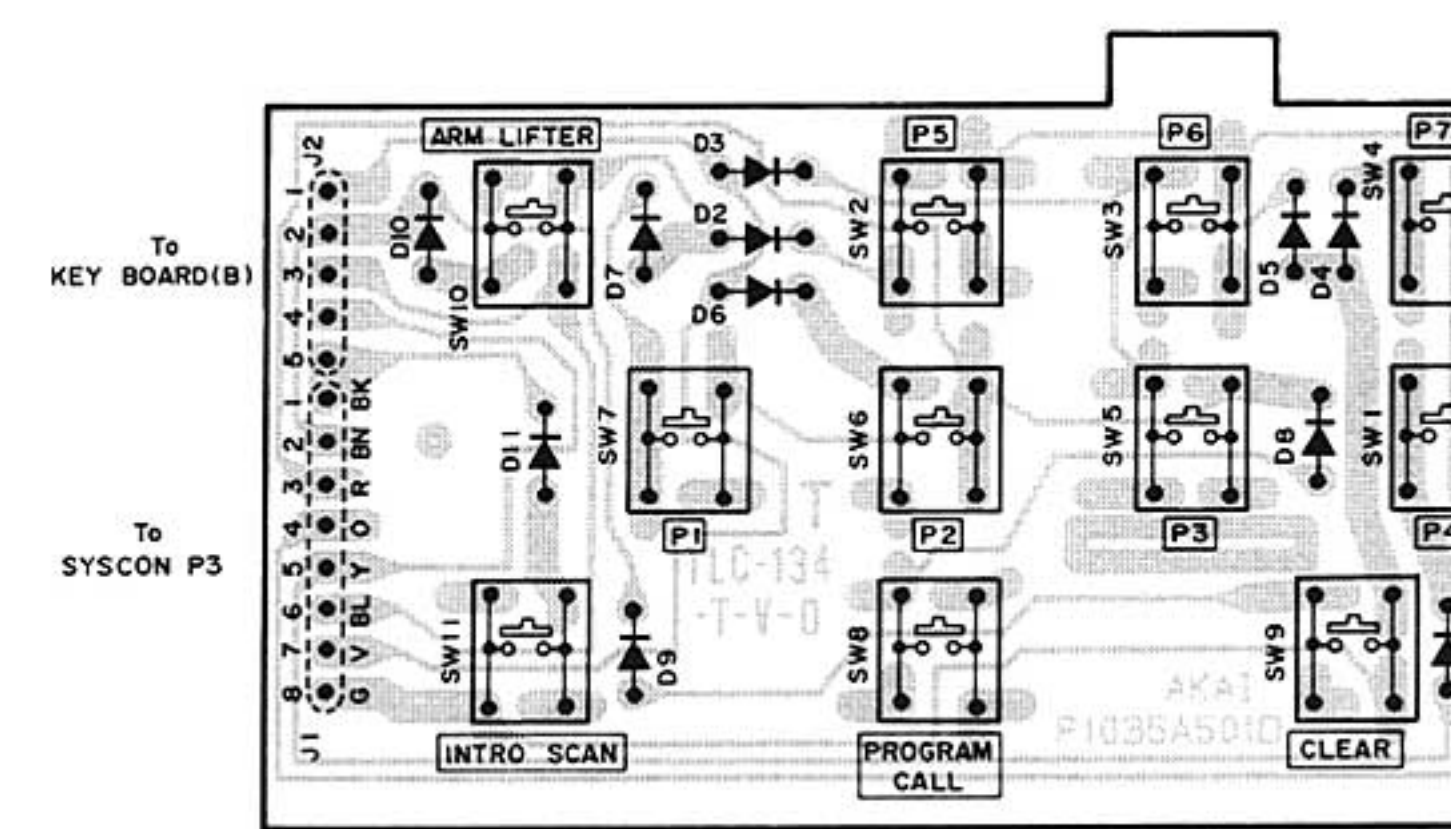 ARM LIFTER
P5
P6
P7
J2
1
2
3
4
5
D10
SW10
D7
D3
D2
D6
SW2
SW3
D5
D4
SW4
To
KEY BOARD(B)
1 BK
2 BN
3 R
4 O
5 Y
6 BL
7 V
8 G
J1
To
SYSCON P3
D11
SW7
P1
SW6
P2
SW5
P3
D8
SW1
P4
TLC-134
-T-V-0
SW11
INTRO SCAN
D9
SW8
PROGRAM
CALL
SW9
CLEAR
AKAI
P1035A501D